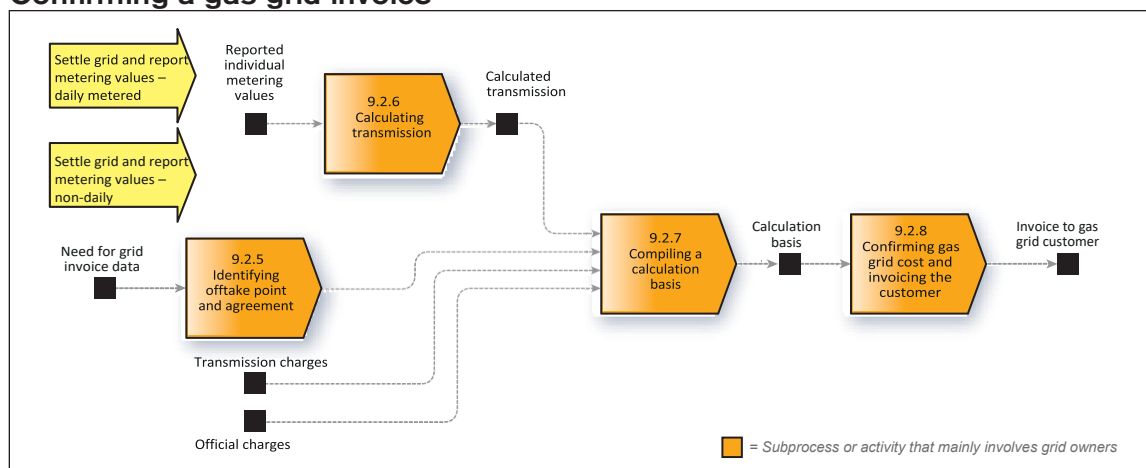 Confirming a gas grid invoice
Settle grid and report
metering values –
daily metered
Reported
individual
metering
values
9.2.6
Calculating
transmission
Calculated
transmission
Settle grid and report
metering values –
non-daily
Need for grid
invoice data
9.2.5
Identifying
offtake point
and agreement
9.2.7
Compiling a
calculation
basis
Calculation
basis
9.2.8
Confirming gas
grid cost and
invoicing the
customer
Invoice to gas
grid customer
Transmission charges
Official charges
= Subprocess or activity that mainly involves grid owners